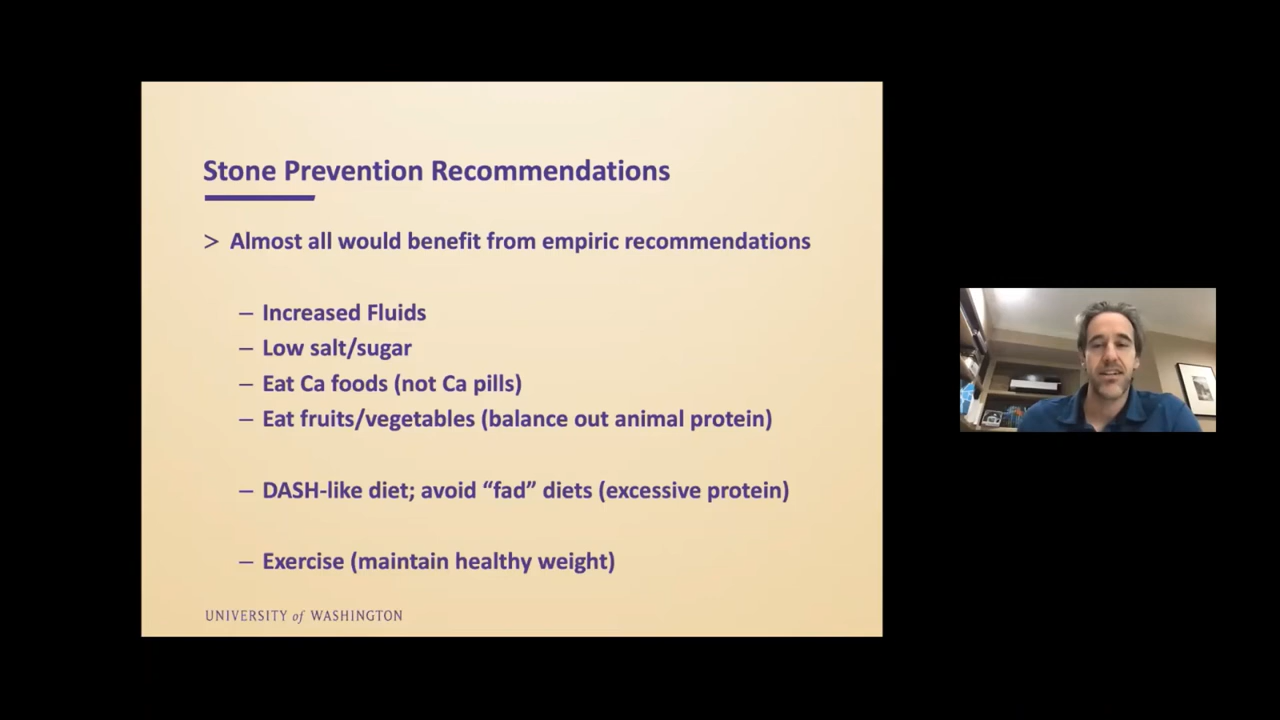 Stone Prevention Recommendations
> Almost all would benefit from empiric recommendations
– Increased Fluids
– Low salt/sugar
– Eat Ca foods (not Ca pills)
– Eat fruits/vegetables (balance out animal protein)
– DASH-like diet; avoid “fad” diets (excessive protein)
– Exercise (maintain healthy weight)
UNIVERSITY of WASHINGTON